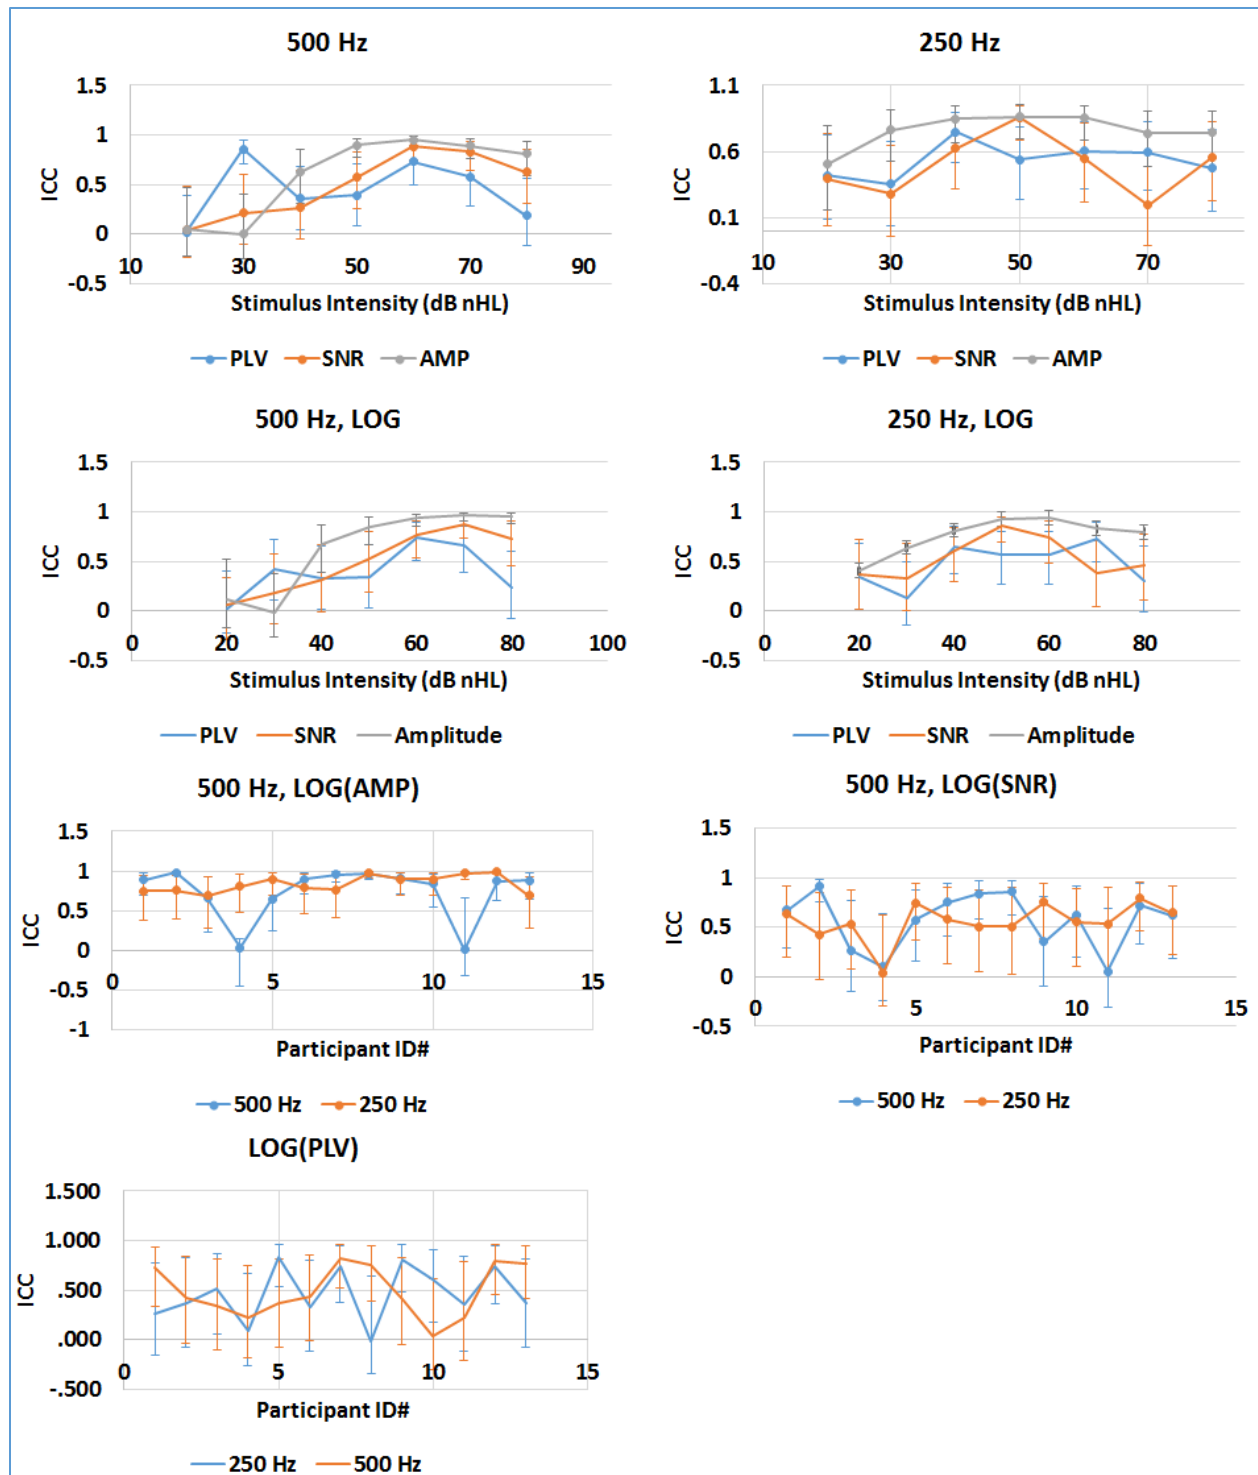 500 Hz
1.5
1
0.5
0
-0.5
ICC
10 30 50 70 90
Stimulus Intensity (dB nHL)
PLV SNR AMP
250 Hz
1.1
0.6
0.1
-0.4
ICC
10 30 50 70
Stimulus Intensity (dB nHL)
PLV SNR AMP
500 Hz, LOG
1.5
1
0.5
0
-0.5
ICC
0 20 40 60 80 100
Stimulus Intensity (dB nHL)
PLV SNR Amplitude
250 Hz, LOG
1.5
1
0.5
0
-0.5
ICC
0 20 40 60 80
Stimulus Intensity (dB nHL)
PLV SNR Amplitude
500 Hz, LOG(AMP)
1.5
1
0.5
0
-0.5
-1
ICC
0 5 10 15
Participant ID#
500 Hz 250 Hz
500 Hz, LOG(SNR)
1.5
1
0.5
0
-0.5
ICC
0 5 10 15
Participant ID#
500 Hz 250 Hz
LOG(PLV)
1.500
1.000
.500
.000
-.500
ICC
0 5 10 15
Participant ID#
250 Hz 500 Hz